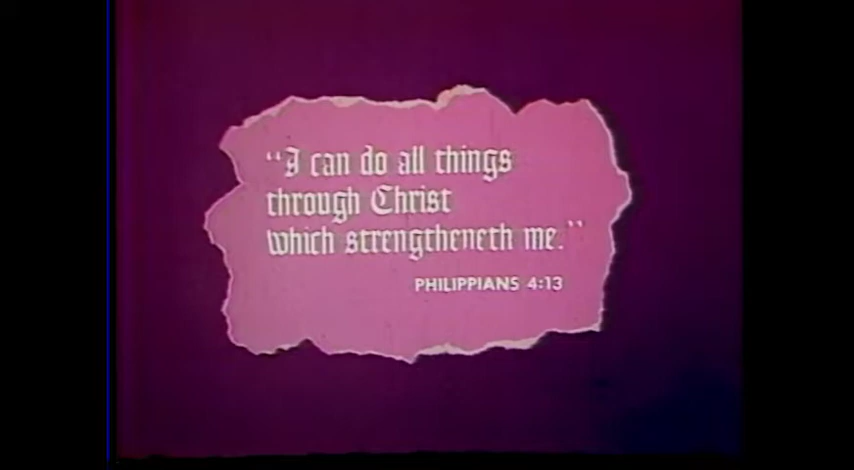 “I can do all things
through Christ
which strengtheneth me.”
PHILIPPIANS 4:13